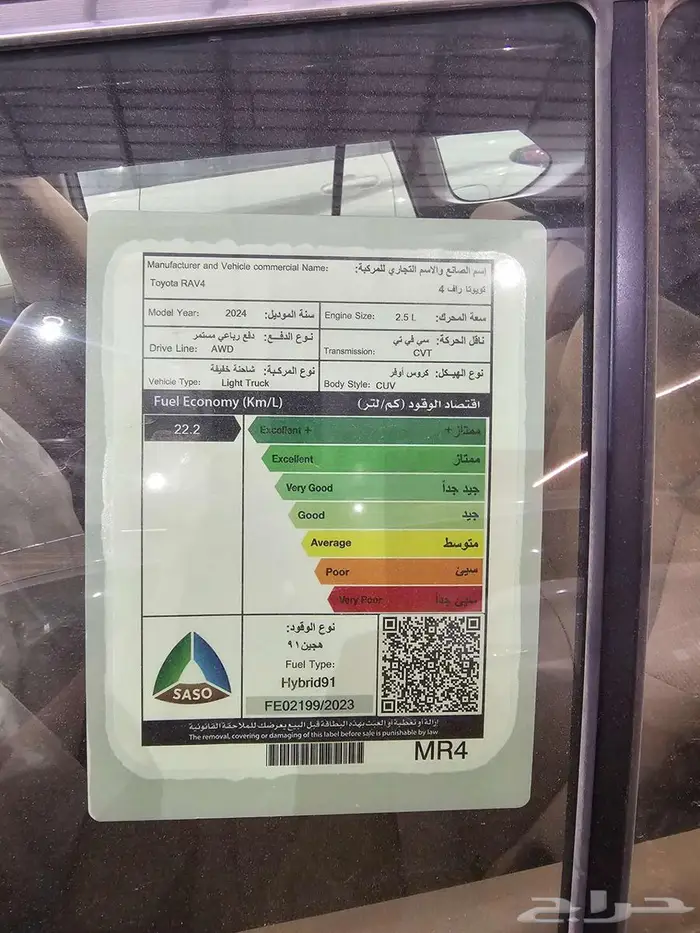 Manufacturer and Vehicle commercial Name: إسم الصانع والاسم التجاري للمركبة:
Toyota RAV4 تويوتا راف 4
Model Year: 2024 سنة الموديل:
Engine Size: 2.5 L سعة المحرك:
نوع الدفـــع: دفع رباعي مستمر
Drive Line: AWD
ناقل الحركة: سي في تي
Transmission: CVT
نوع المركبة: شاحنة خفيفة
Vehicle Type: Light Truck
نوع الهيكل: كروس أوفر
Body Style: CUV
Fuel Economy (Km/L) اقتصاد الوقود (كم/لتر)
22.2
Excellent + ممتاز +
Excellent ممتاز
Very Good جيد جداً
Good جيد
Average متوسط
Poor سيئ
Very Poor سيئ جداً
SASO
نوع الوقود:
هجين ٩١
Fuel Type:
Hybrid91
FE02199/2023
إزالة أو تغطية أو العبث بهذه البطاقة قبل البيع يعرضك للملاحقة القانونية
The removal, covering or damaging of this label before sale is punishable by law
MR4
حراج